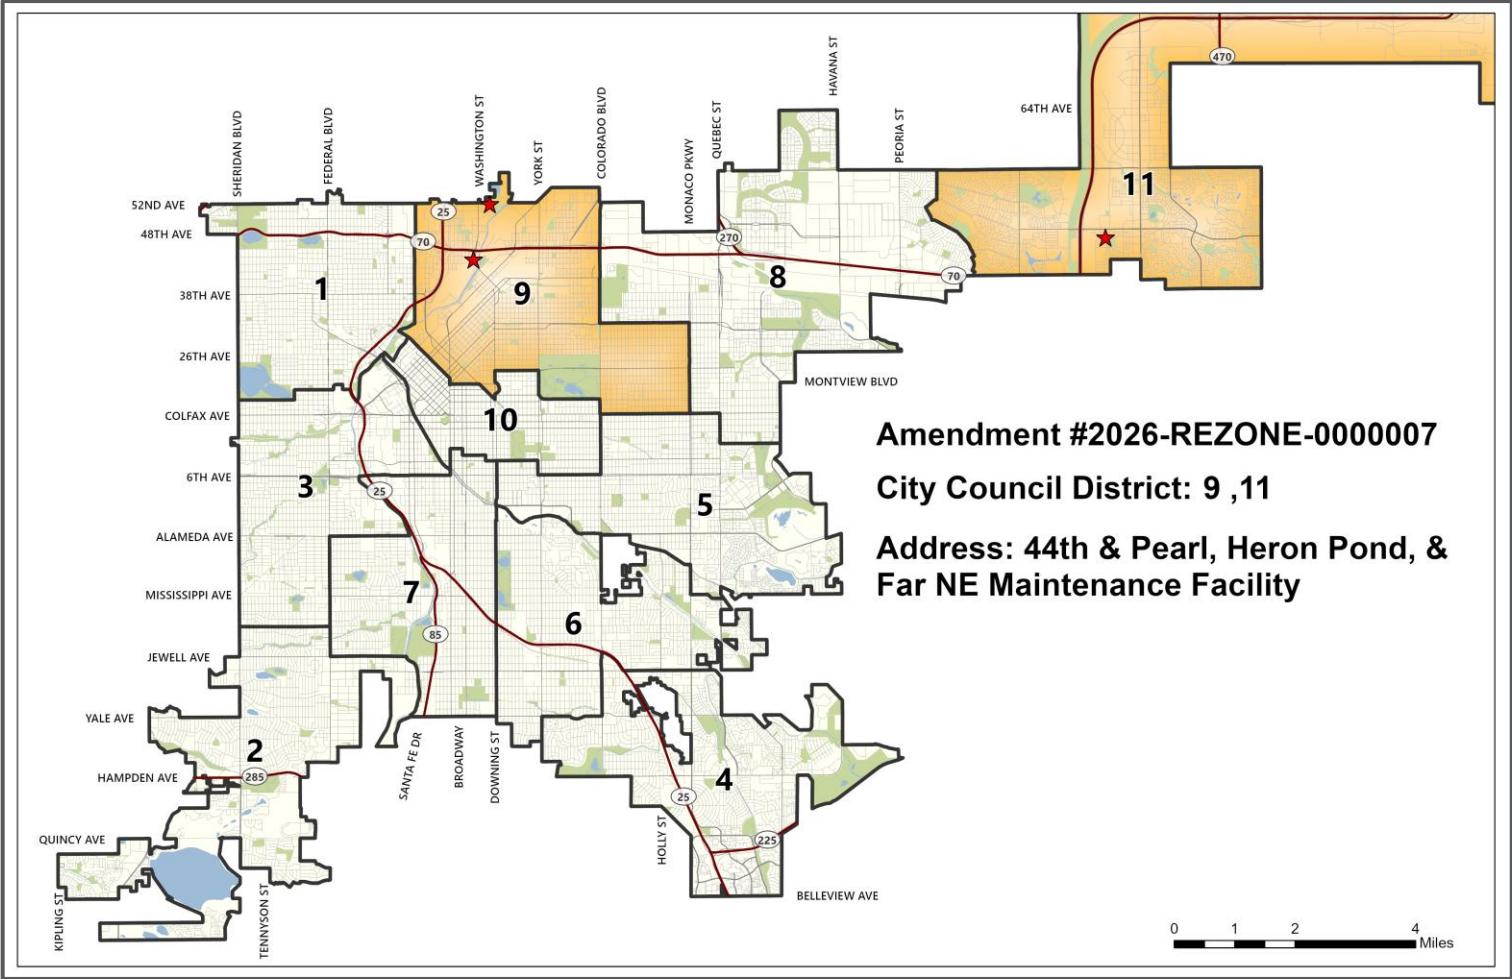 HAVANA ST
470
64TH AVE
SHERIDAN BLVD
FEDERAL BLVD
WASHINGTON ST
YORK ST
COLORADO BLVD
MONACO PKWY
QUEBEC ST
PEORIA ST
11
52ND AVE
25
48TH AVE
70
270
8
70
1
9
38TH AVE
26TH AVE
MONTVIEW BLVD
COLFAX AVE
10
Amendment #2026-REZONE-0000007
6TH AVE
3
25
5
City Council District: 9 ,11
ALAMEDA AVE
Address: 44th & Pearl, Heron Pond, &
Far NE Maintenance Facility
MISSISSIPPI AVE
7
6
85
JEWELL AVE
YALE AVE
2
HAMPDEN AVE
285
SANTA FE DR
BROADWAY
DOWNING ST
4
25
QUINCY AVE
HOLLY ST
225
BELLEVIEW AVE
KIPLING ST
TENNYSON ST
0 1 2 4
Miles